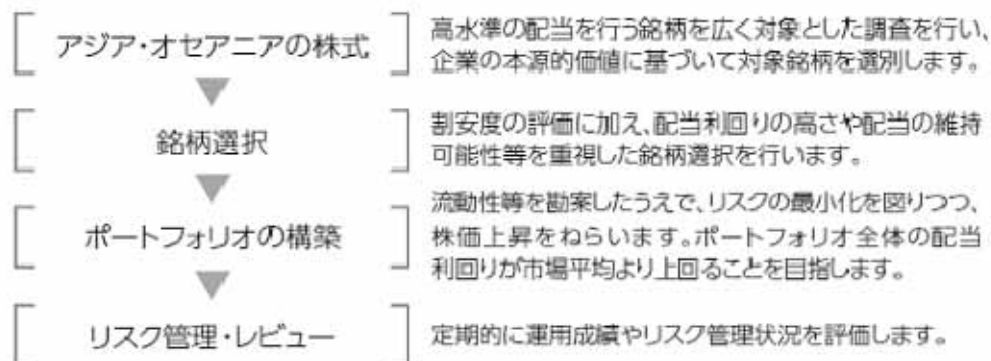 アジア・オセアニアの株式
高水準の配当を行う銘柄を広く対象とした調査を行い、
企業の本源的価値に基づいて対象銘柄を選別します。
銘柄選択
割安度の評価に加え、配当利回りの高さや配当の維持
可能性等を重視した銘柄選択を行います。
ポートフォリオの構築
流動性等を勘案したうえで、リスクの最小化を図りつつ、
株価上昇をねらいます。ポートフォリオ全体の配当
利回りが市場平均より上回ることを目指します。
リスク管理・レビュー
定期的に運用成績やリスク管理状況を評価します。